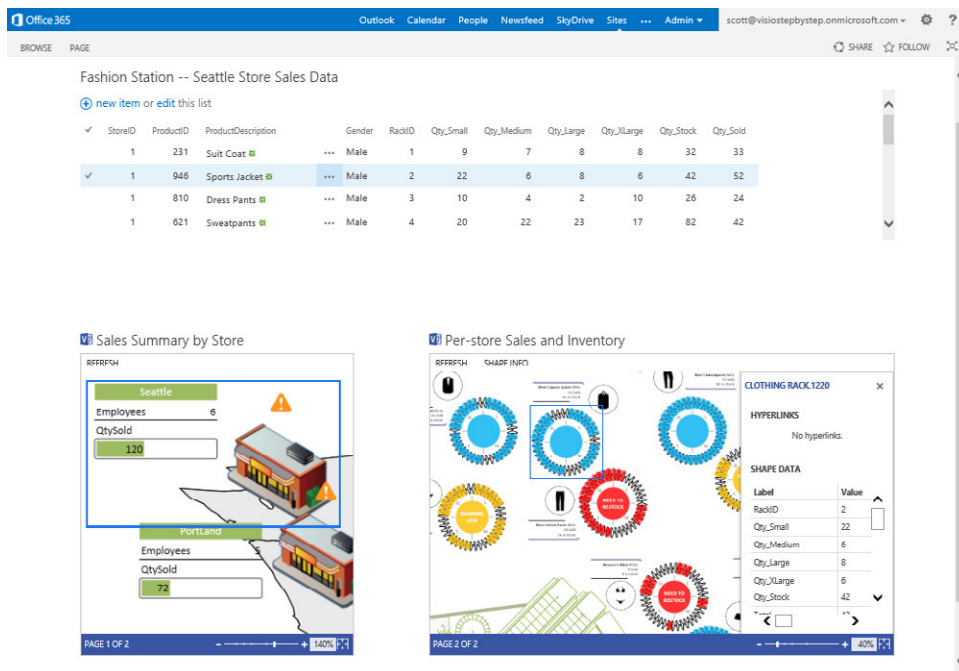 Office 365 Outlook Calendar People Newsfeed SkyDrive Sites ... Admin scott@visiostepbystep.onmicrosoft.com ?
BROWSE PAGE SHARE FOLLOW
Fashion Station -- Seattle Store Sales Data
new item or edit this list
StoreID ProductID ProductDescription Gender RackID Qty_Small Qty_Medium Qty_Large Qty_XLarge Qty_Stock Qty_Sold
1 231 Suit Coat ... Male 1 9 7 8 8 32 33
1 946 Sports Jacket ... Male 2 22 6 8 6 42 52
1 810 Dress Pants ... Male 3 10 4 2 10 26 24
1 621 Sweatpants ... Male 4 20 22 23 17 82 42
Sales Summary by Store
REFRESH
Seattle
Employees 6
QtySold
120
PortLand
Employees 5
QtySold
72
PAGE 1 OF 2 - + 140%
Per-store Sales and Inventory
REFRESH SHAPE INFO
NEED TO
RESTOCK
RUNNING
LOW
NEED TO
RESTOCK
CLOTHING RACK.1220
HYPERLINKS
No hyperlinks.
SHAPE DATA
Label Value
RackID 2
Qty_Small 22
Qty_Medium 6
Qty_Large 8
Qty_XLarge 6
Qty_Stock 42
PAGE 2 OF 2 - + 40%